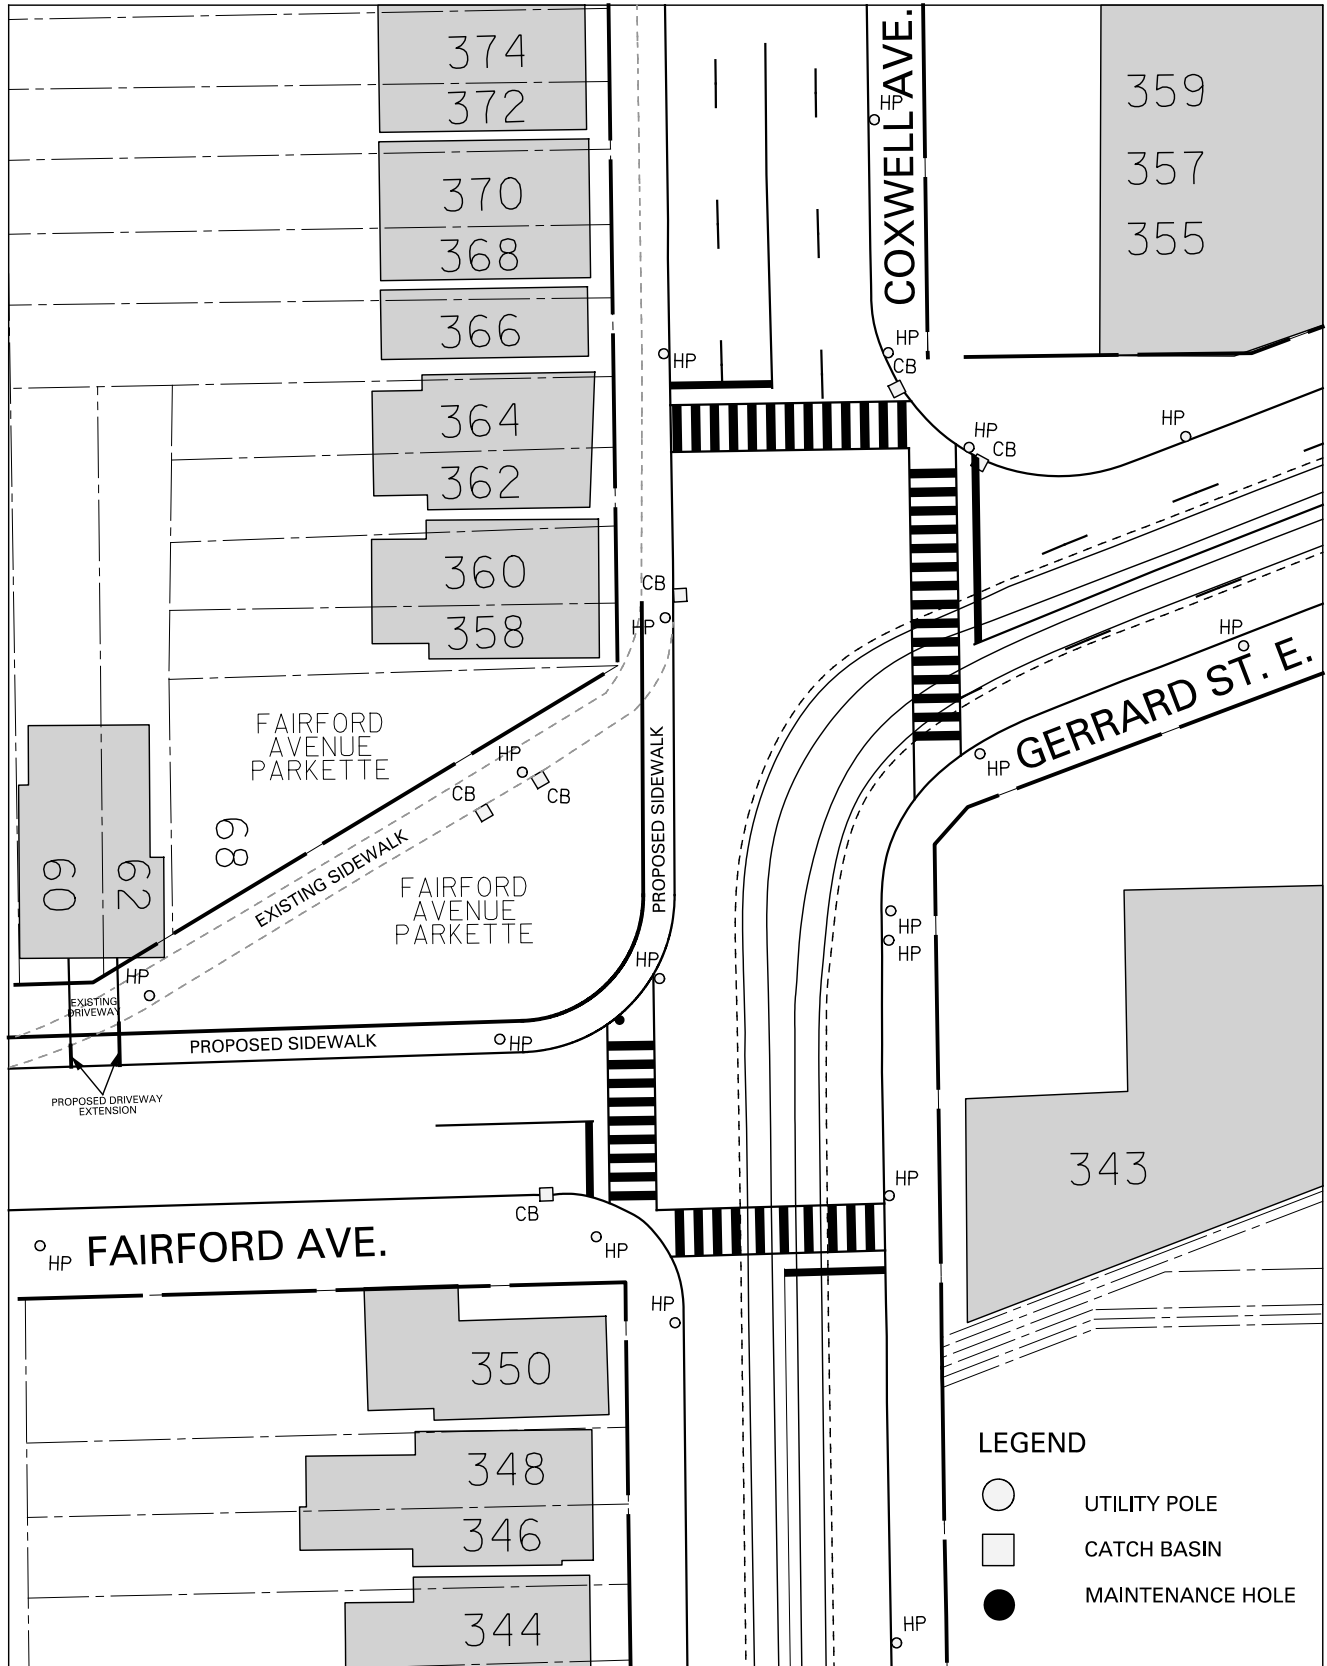 374
372
370
368
366
364
362
360
358
COXWELL AVE.
HP
359
357
355
HP
HP
CB
HP
CB
HP
CB
HP
HP
GERRARD ST. E.
HP
FAIRFORD
AVENUE
PARKETTE
HP
CB
CB
68
60
62
EXISTING SIDEWALK
PROPOSED SIDEWALK
FAIRFORD
AVENUE
PARKETTE
HP
HP
HP
HP
EXISTING
DRIVEWAY
PROPOSED SIDEWALK
HP
PROPOSED DRIVEWAY
EXTENSION
343
HP
CB
FAIRFORD AVE.
HP
HP
HP
350
348
346
344
HP
LEGEND
UTILITY POLE
CATCH BASIN
MAINTENANCE HOLE